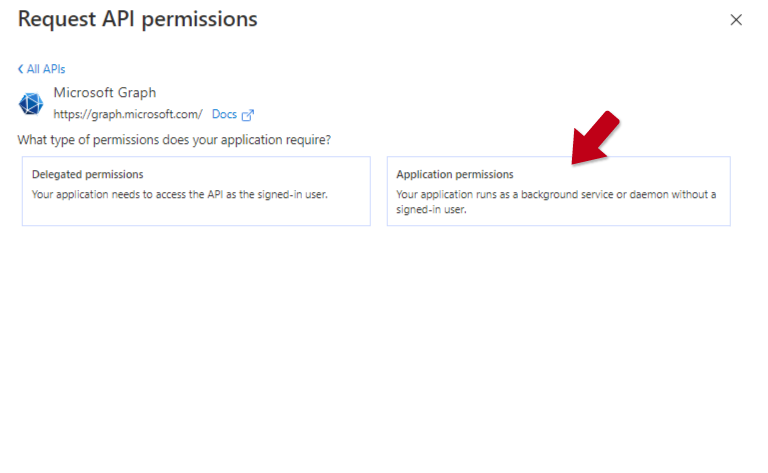 Request API permissions
All APIs
Microsoft Graph
https://graph.microsoft.com/ Docs
What type of permissions does your application require?
Delegated permissions
Your application needs to access the API as the signed-in user.
Application permissions
Your application runs as a background service or daemon without a
signed-in user.